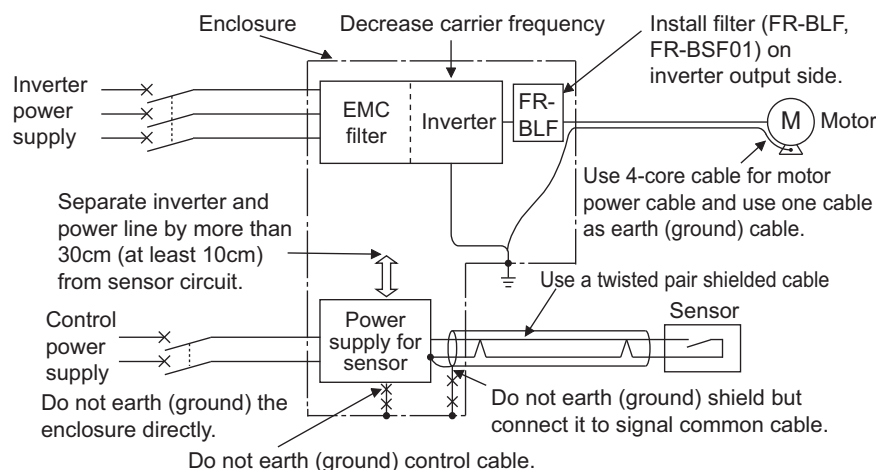 Enclosure
Decrease carrier frequency
Install filter (FR-BLF,
FR-BSF01) on
inverter output side.
Inverter
power
supply
EMC
filter
Inverter
FR-
BLF
M
Motor
Use 4-core cable for motor
power cable and use one cable
as earth (ground) cable.
Separate inverter and
power line by more than
30cm (at least 10cm)
from sensor circuit.
Use a twisted pair shielded cable
Control
power
supply
Power
supply for
sensor
Sensor
Do not earth (ground) the
enclosure directly.
Do not earth (ground) shield but
connect it to signal common cable.
Do not earth (ground) control cable.